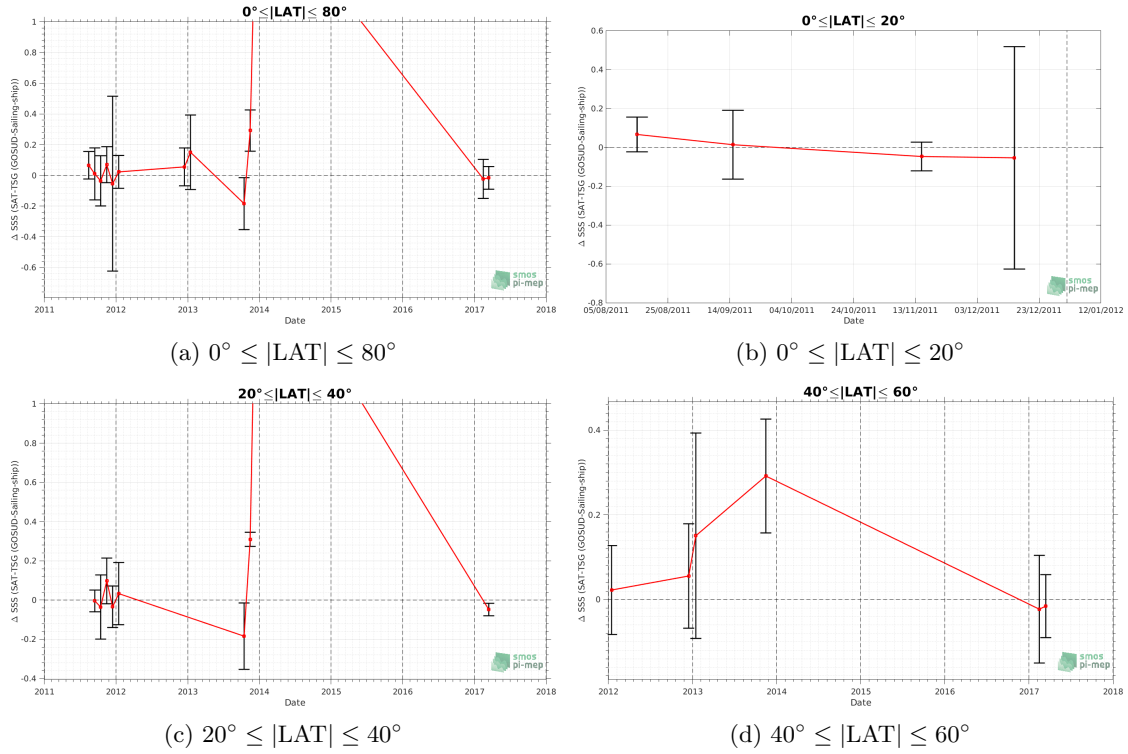 0°≤|LAT|≤ 80°
Δ SSS (SAT-TSG (GOSUD-Sailing-ship))
1
0.8
0.6
0.4
0.2
0
-0.2
-0.4
-0.6
2011 2012 2013 2014 2015 2016 2017 2018
Date
smos
pi-mep
(a) 0° ≤ |LAT| ≤ 80°
0°≤|LAT|≤ 20°
Δ SSS (SAT-TSG (GOSUD-Sailing-ship))
0.6
0.4
0.2
0
-0.2
-0.4
-0.6
-0.8
05/08/2011 25/08/2011 14/09/2011 04/10/2011 24/10/2011 13/11/2011 03/12/2011 23/12/2011 12/01/2012
Date
smos
pi-mep
(b) 0° ≤ |LAT| ≤ 20°
20°≤|LAT|≤ 40°
Δ SSS (SAT-TSG (GOSUD-Sailing-ship))
1
0.8
0.6
0.4
0.2
0
-0.2
-0.4
2011 2012 2013 2014 2015 2016 2017 2018
Date
smos
pi-mep
(c) 20° ≤ |LAT| ≤ 40°
40°≤|LAT|≤ 60°
Δ SSS (SAT-TSG (GOSUD-Sailing-ship))
0.4
0.2
0
2012 2013 2014 2015 2016 2017 2018
Date
smos
pi-mep
(d) 40° ≤ |LAT| ≤ 60°